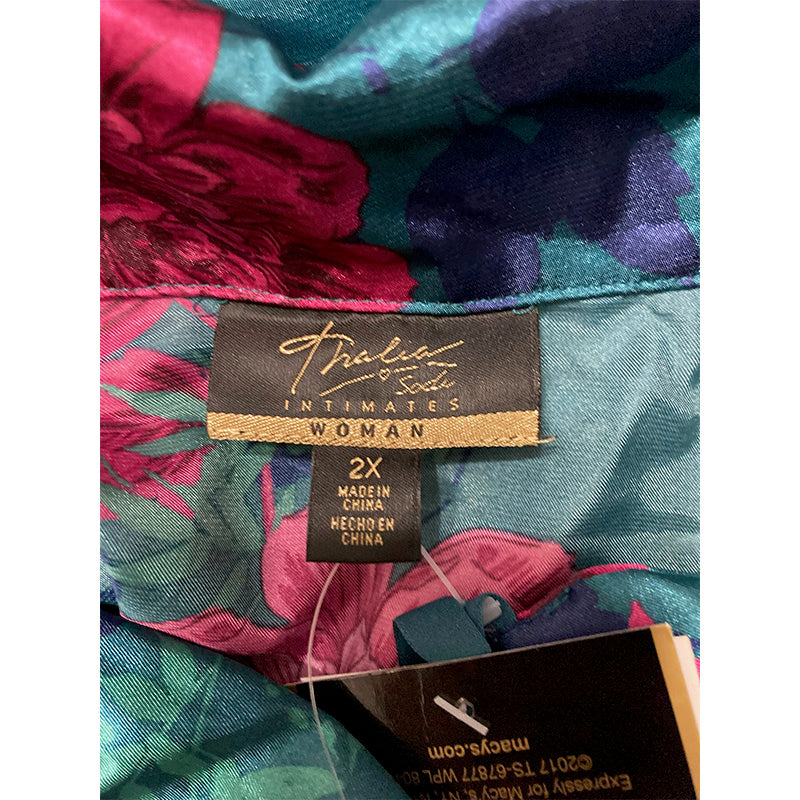 Thalia
Sodi
INTIMATES
WOMAN
2X
MADE IN
CHINA
HECHO EN
CHINA
Expressly for Macy's, NY,
©2017 TS-67877 WPL
macys.com